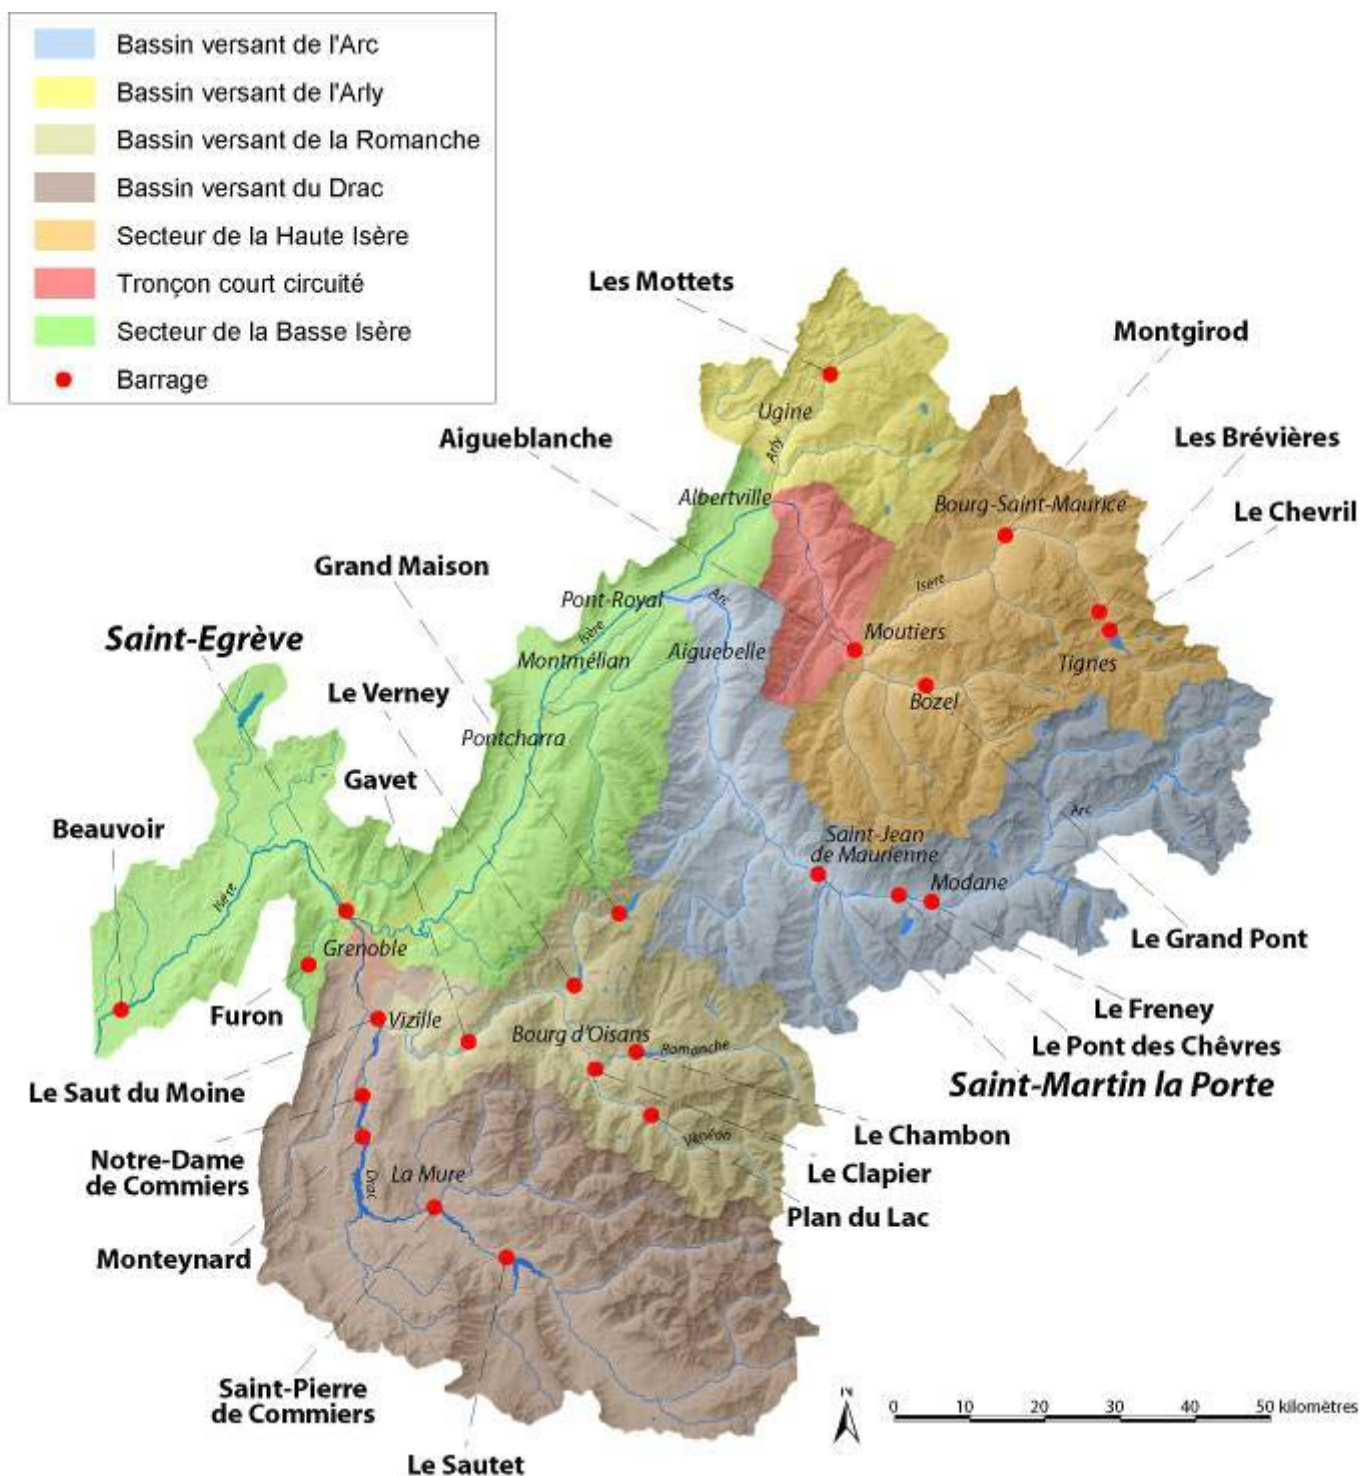 Bassin versant de l'Arc
Bassin versant de l'Arly
Bassin versant de la Romanche
Bassin versant du Drac
Secteur de la Haute Isère
Tronçon court circuité
Secteur de la Basse Isère
Barrage
Les Mottets
Montgirod
Ugine
Aigueblanche
Les Brévières
Arly
Albertville
Bourg-Saint-Maurice
Le Chevril
Grand Maison
Isère
Pont-Royal
Arc
Saint-Egrève
Isère
Moutiers
Montmélian
Aiguebelle
Tignes
Le Verney
Bozel
Pontcharra
Gavet
Arc
Beauvoir
Saint-Jean
de Maurienne
Modane
Isère
Grenoble
Le Grand Pont
Furon
Vizille
Le Freney
Bourg d'Oisans
Romanche
Le Pont des Chêvres
Le Saut du Moine
Saint-Martin la Porte
Vénéon
Le Chambon
Notre-Dame
de Commiers
Drac
La Mure
Le Clapier
Plan du Lac
Monteynard
Saint-Pierre
de Commiers
N
0 10 20 30 40 50 kilomètres
Le Sautet